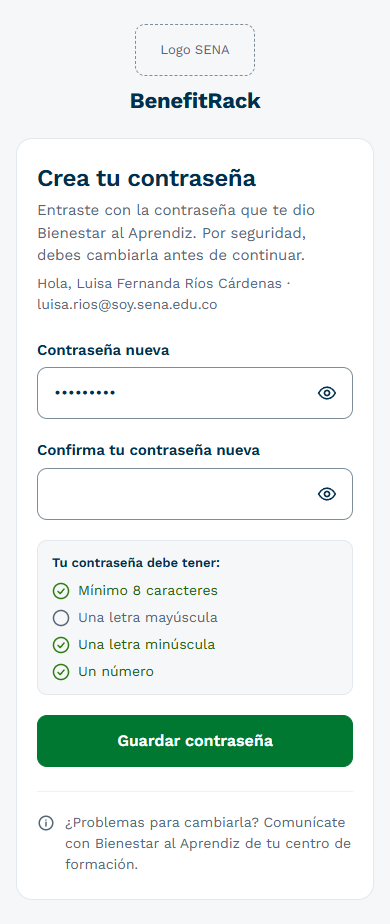 Logo SENA
BenefitRack
Crea tu contraseña
Entraste con la contraseña que te dio
Bienestar al Aprendiz. Por seguridad,
debes cambiarla antes de continuar.
Hola, Luisa Fernanda Ríos Cárdenas ·
luisa.rios@soy.sena.edu.co
Contraseña nueva
•••••••••
Confirma tu contraseña nueva
Tu contraseña debe tener:
Mínimo 8 caracteres
Una letra mayúscula
Una letra minúscula
Un número
Guardar contraseña
¿Problemas para cambiarla? Comunícate
con Bienestar al Aprendiz de tu centro de
formación.